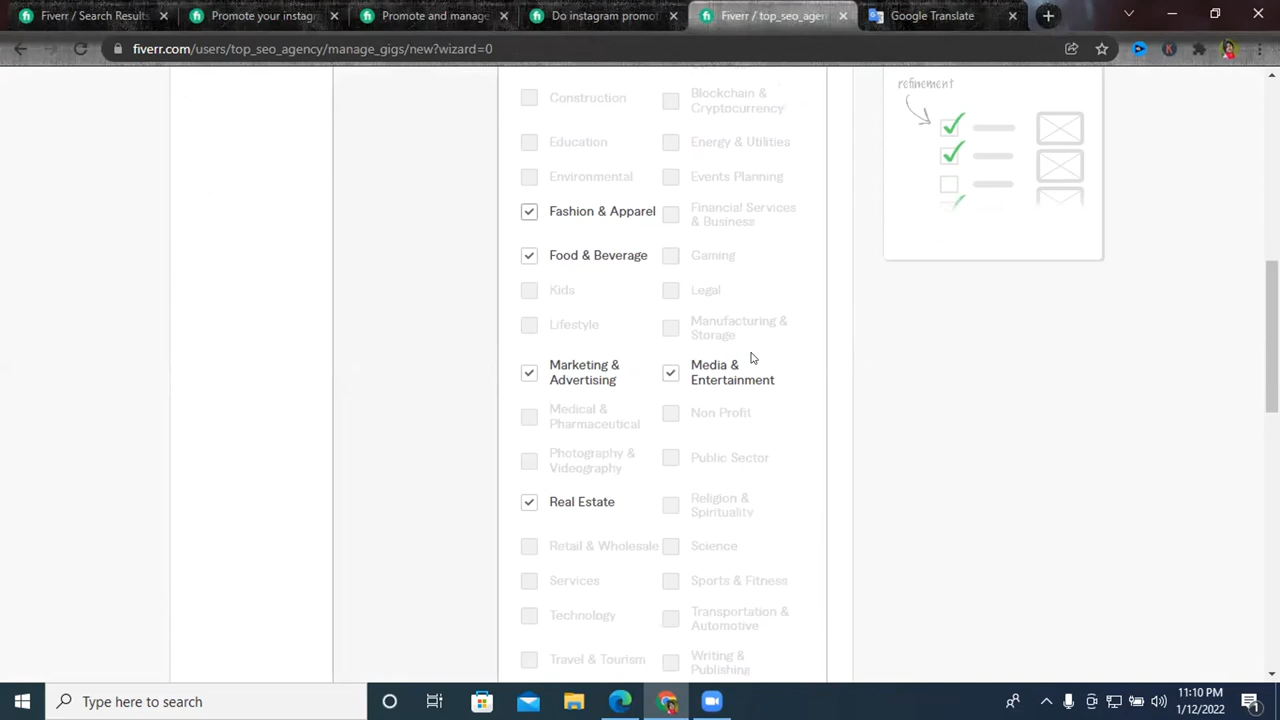 Fiverr / Search Results
Promote your instag
Promote and manage
Do instagram promot
Fiverr / top_seo_agen
Google Translate
fiverr.com/users/top_seo_agency/manage_gigs/new?wizard=0
K
refinement
Construction
Blockchain &
Cryptocurrency
Education
Energy & Utilities
Environmental
Events Planning
Fashion & Apparel
Financial Services
& Business
Food & Beverage
Gaming
Kids
Legal
Lifestyle
Manufacturing &
Storage
Marketing &
Advertising
Media &
Entertainment
Medical &
Pharmaceutical
Non Profit
Photography &
Videography
Public Sector
Real Estate
Religion &
Spirituality
Retail & Wholesale
Science
Services
Sports & Fitness
Technology
Transportation &
Automotive
Travel & Tourism
Writing &
Publishing
Type here to search
11:10 PM
1/12/2022
1